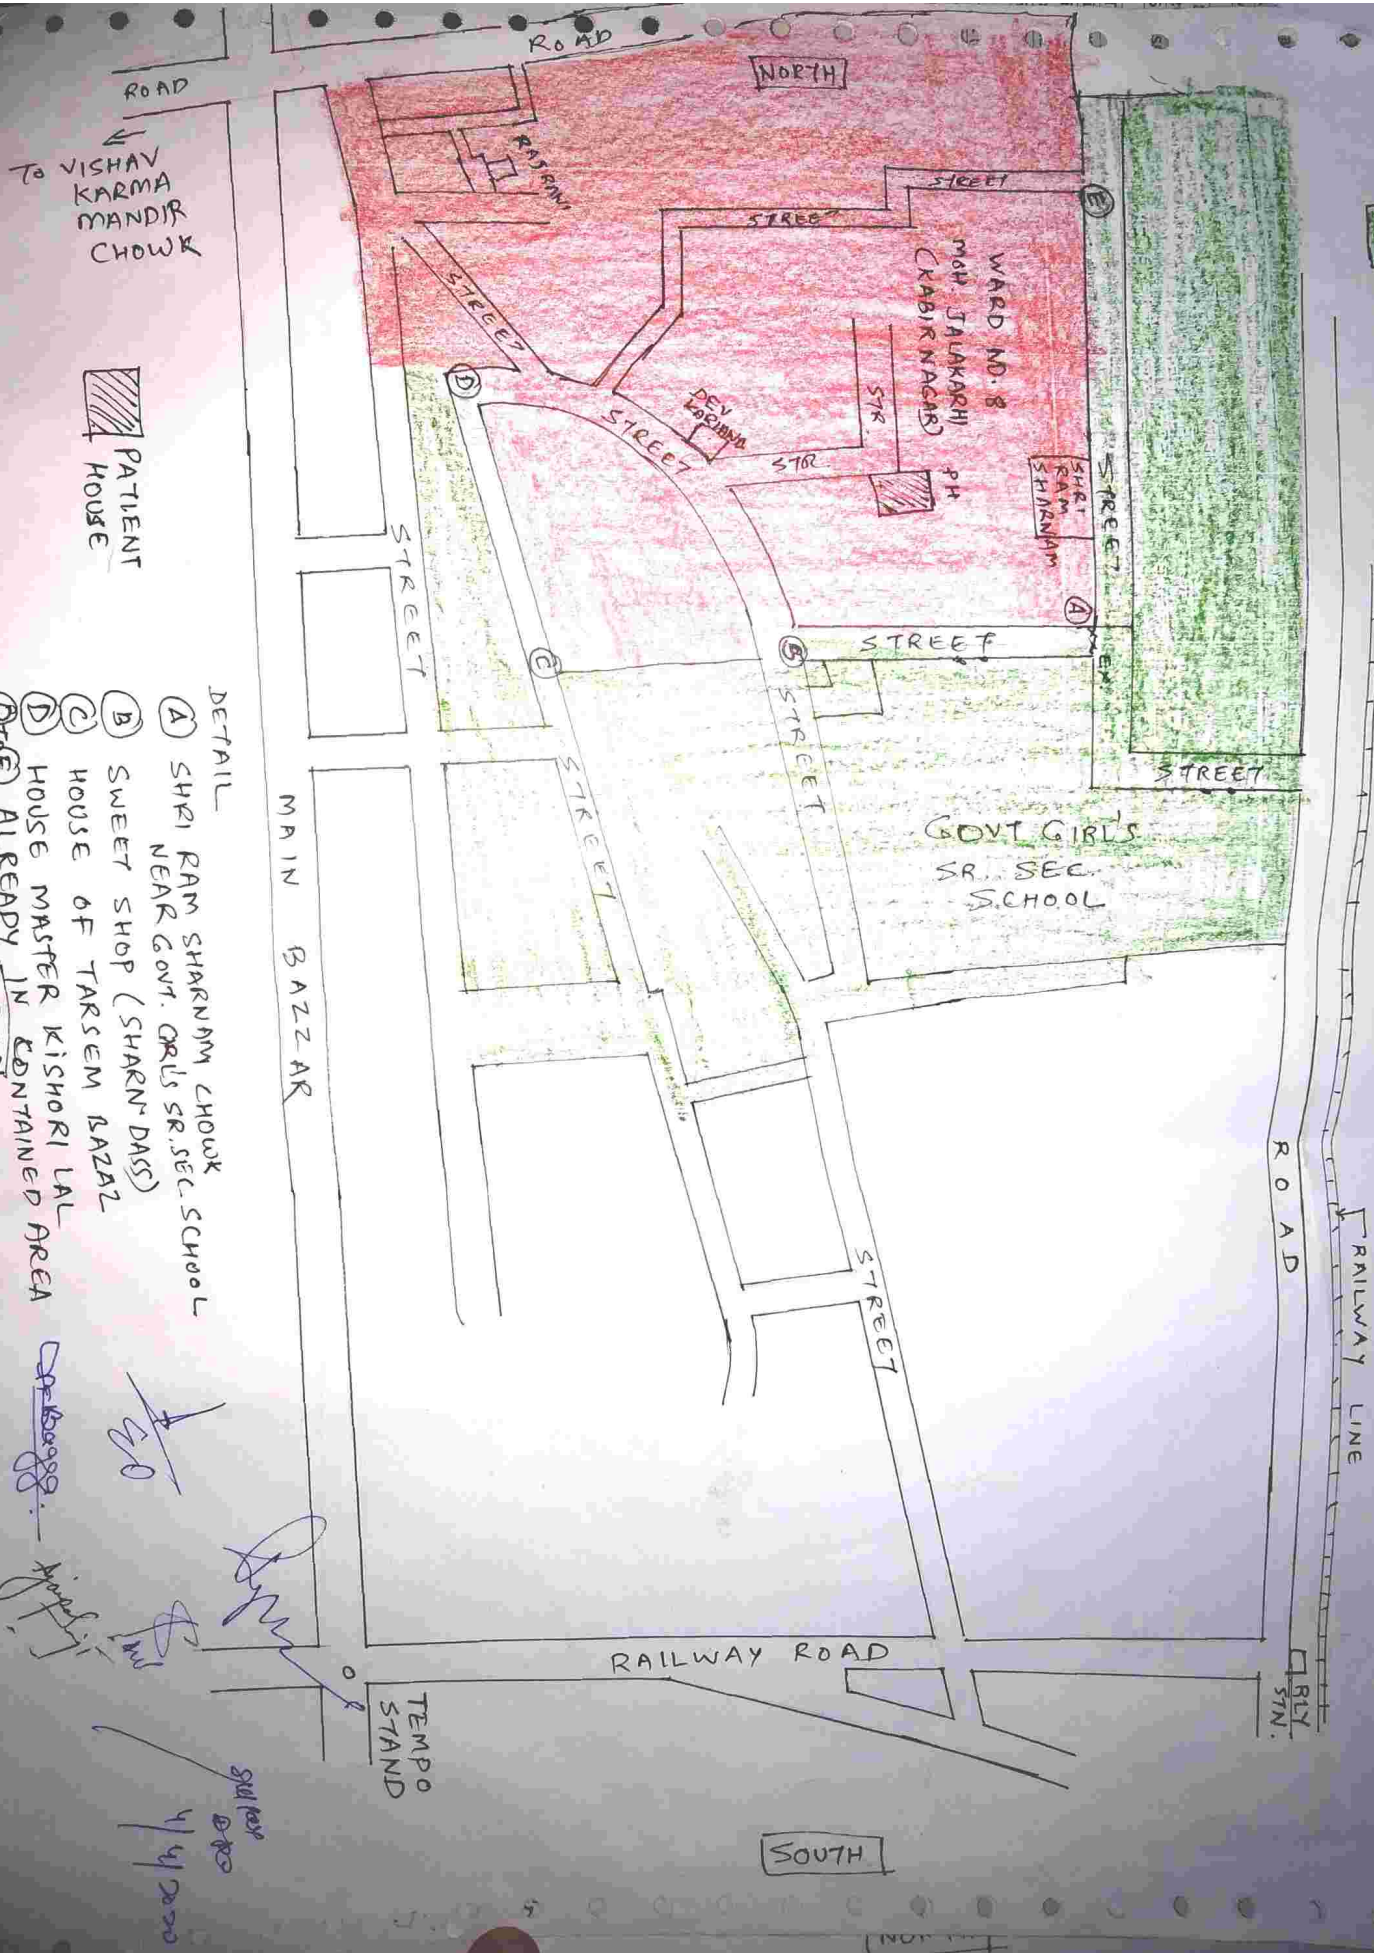 ROAD
ROAD
NORTH
TO VISHAV
KARMA
MANDIR
CHOWK
STREET
STREET
STREET
WARD NO. 8
MOH JALAKARHI
(KABIR NAGAR)
E
STREET
D
STREET
DEV
STR.
STR.
PH
SHRI
RAM
SHARNAM
STREET
A
STREET
B
C
STREET
STREET
STREET
STREET
GOVT GIRL'S
SR. SEC.
SCHOOL
PATIENT
HOUSE
MAIN BAZZAR
ROAD
RAILWAY LINE
STREET
RAILWAY ROAD
RLY
STN.
TEMPO
STAND
SOUTH
DETAIL
A SHRI RAM SHARNAM CHOWK
NEAR GOVT. GRL'S SR. SEC. SCHOOL
B SWEET SHOP (SHARN DASS)
C HOUSE OF TARSEM BAZAZ
D HOUSE MASTER KISHORI LAL
ALREADY IN CONTAINED AREA
EO
4/4/2020